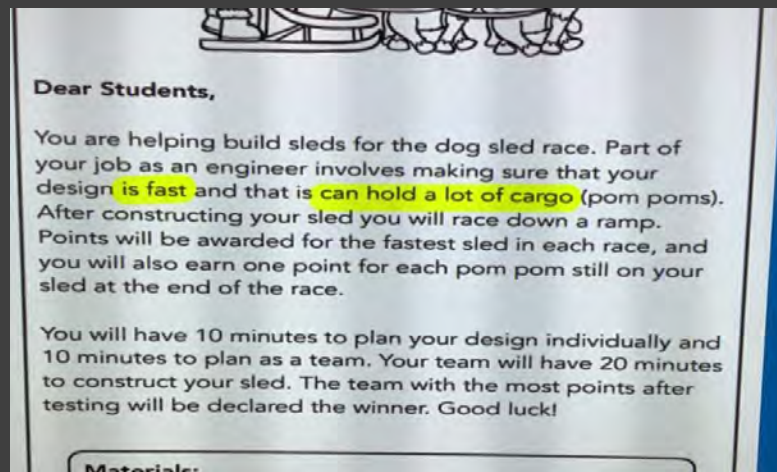 Dear Students,
You are helping build sleds for the dog sled race. Part of
your job as an engineer involves making sure that your
design is fast and that is can hold a lot of cargo (pom poms).
After constructing your sled you will race down a ramp.
Points will be awarded for the fastest sled in each race, and
you will also earn one point for each pom pom still on your
sled at the end of the race.
You will have 10 minutes to plan your design individually and
10 minutes to plan as a team. Your team will have 20 minutes
to construct your sled. The team with the most points after
testing will be declared the winner. Good luck!
Materials: